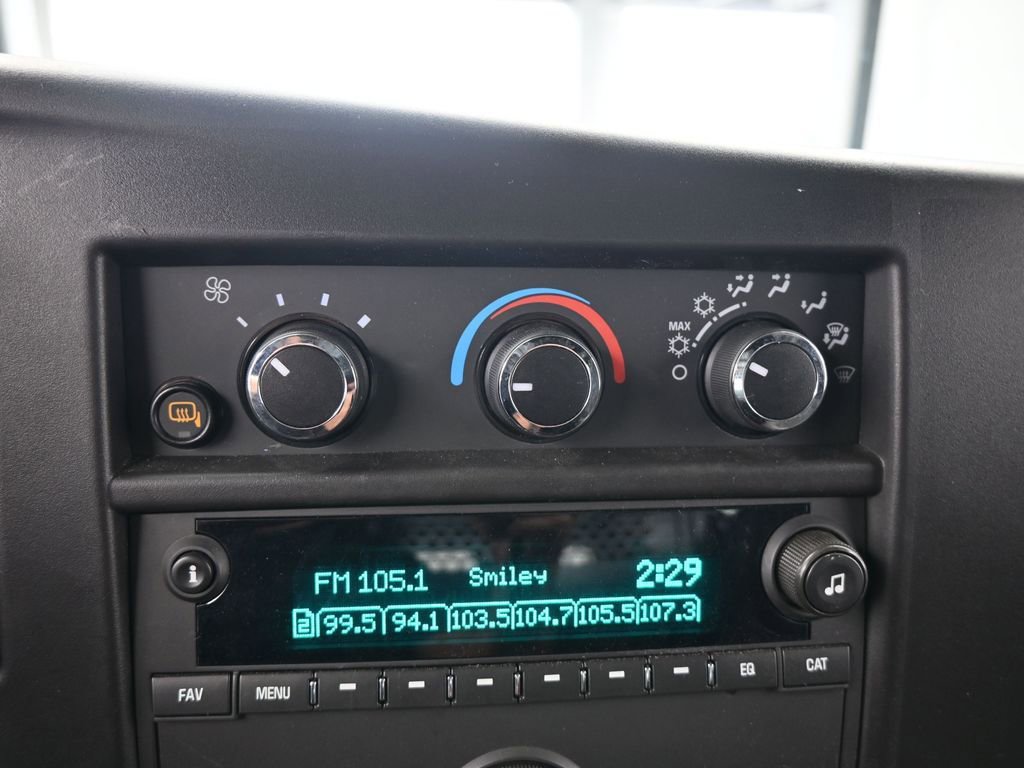 MAX
i
FM 105.1 Smiley 2:29
2 99.5 94.1 103.5 104.7 105.5 107.3
FAV MENU EQ CAT